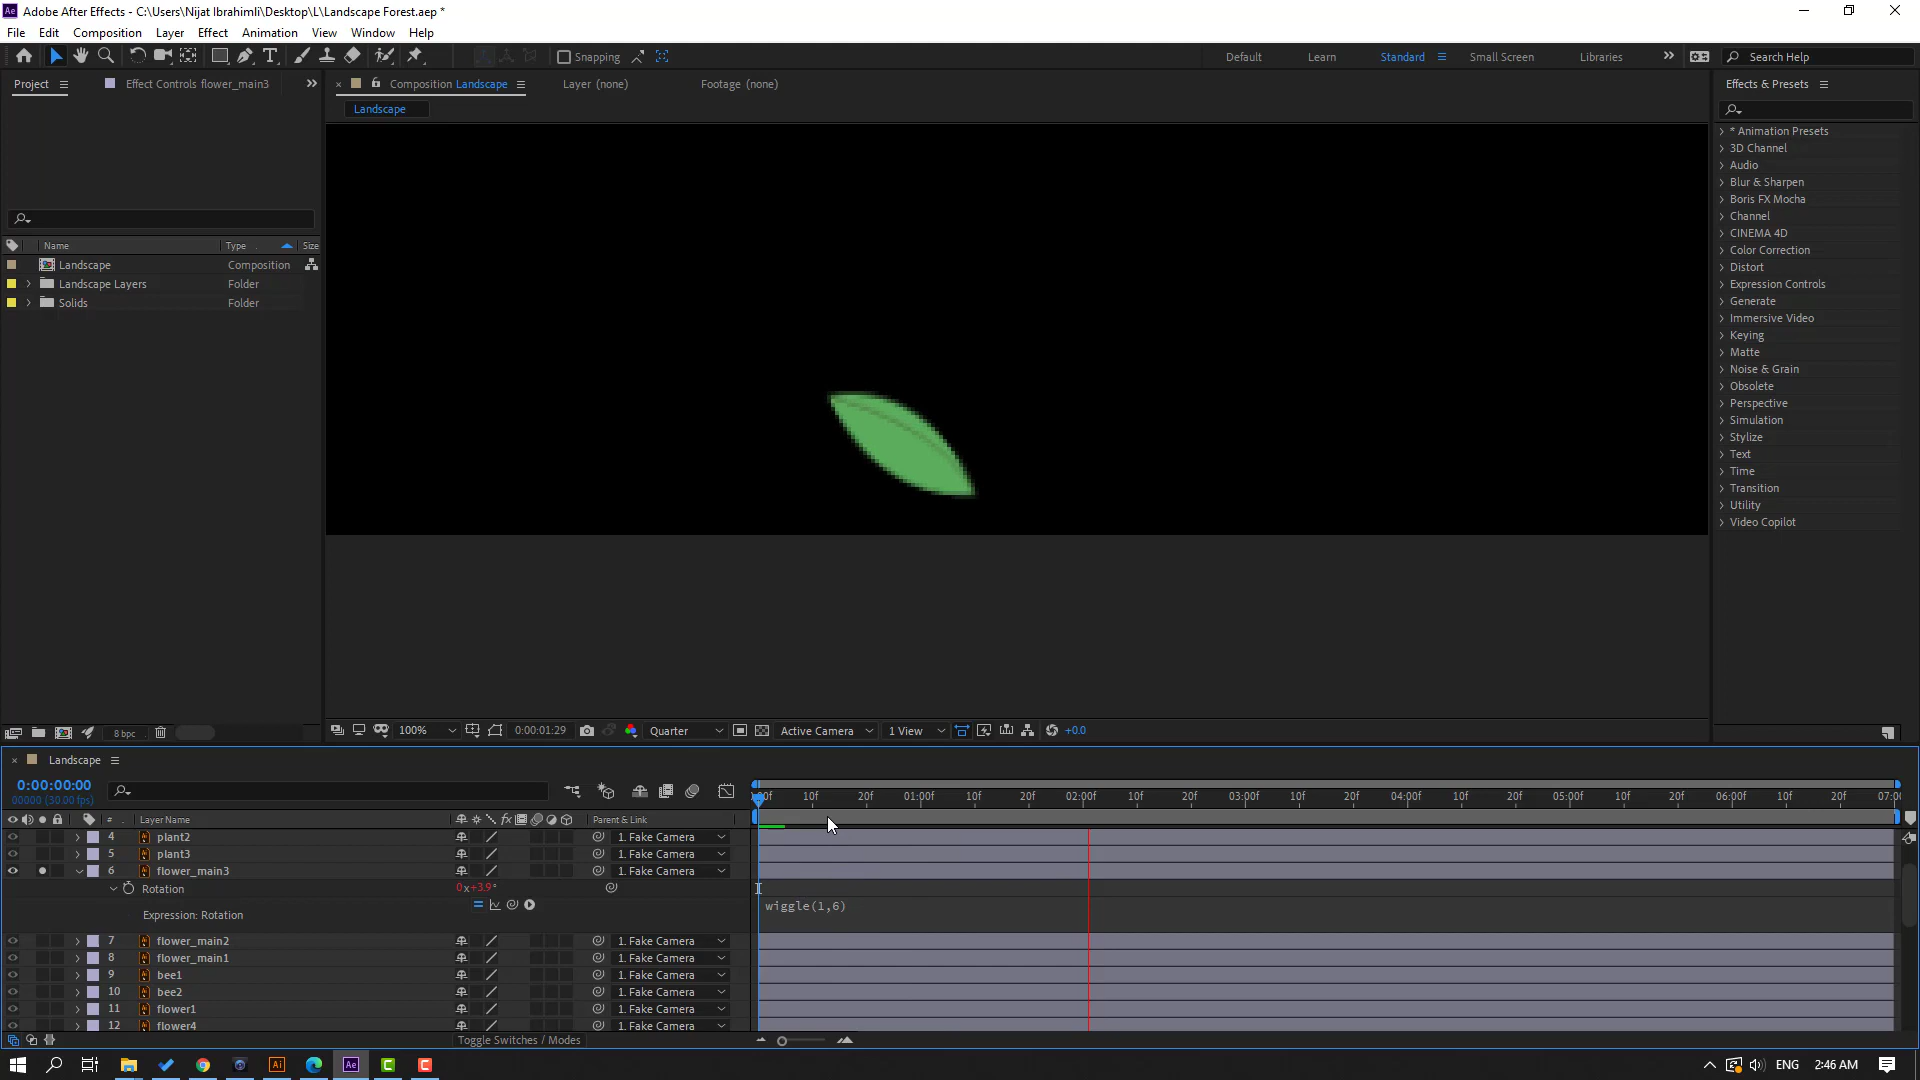 Adobe After Effects - C:\Users\Nijat Ibrahimli\Desktop\L\Landscape Forest.aep *
File Edit Composition Layer Effect Animation View Window Help
Snapping
Default Learn Standard Small Screen Libraries Search Help
Project Effect Controls flower_main3
Composition Landscape Layer (none) Footage (none)
Effects & Presets
Landscape
* Animation Presets
3D Channel
Audio
Blur & Sharpen
Boris FX Mocha
Channel
CINEMA 4D
Color Correction
Distort
Expression Controls
Generate
Immersive Video
Keying
Matte
Noise & Grain
Obsolete
Perspective
Simulation
Stylize
Text
Time
Transition
Utility
Video Copilot
Name Type Size
Landscape Composition
Landscape Layers Folder
Solids Folder
8 bpc
100% 0:00:01:29 Quarter Active Camera 1 View +0.0
Landscape
0:00:00:00
00000 (30.00 fps)
10f 20f 01:00f 10f 20f 02:00f 10f 20f 03:00f 10f 20f 04:00f 10f 20f 05:00f 10f 20f 06:00f 10f 20f
# Layer Name Parent & Link
4 plant2 1. Fake Camera
5 plant3 1. Fake Camera
6 flower_main3 1. Fake Camera
Rotation 0x+3.9°
Expression: Rotation wiggle(1,6)
7 flower_main2 1. Fake Camera
8 flower_main1 1. Fake Camera
9 bee1 1. Fake Camera
10 bee2 1. Fake Camera
11 flower1 1. Fake Camera
12 flower4 1. Fake Camera
Toggle Switches / Modes
ENG 2:46 AM